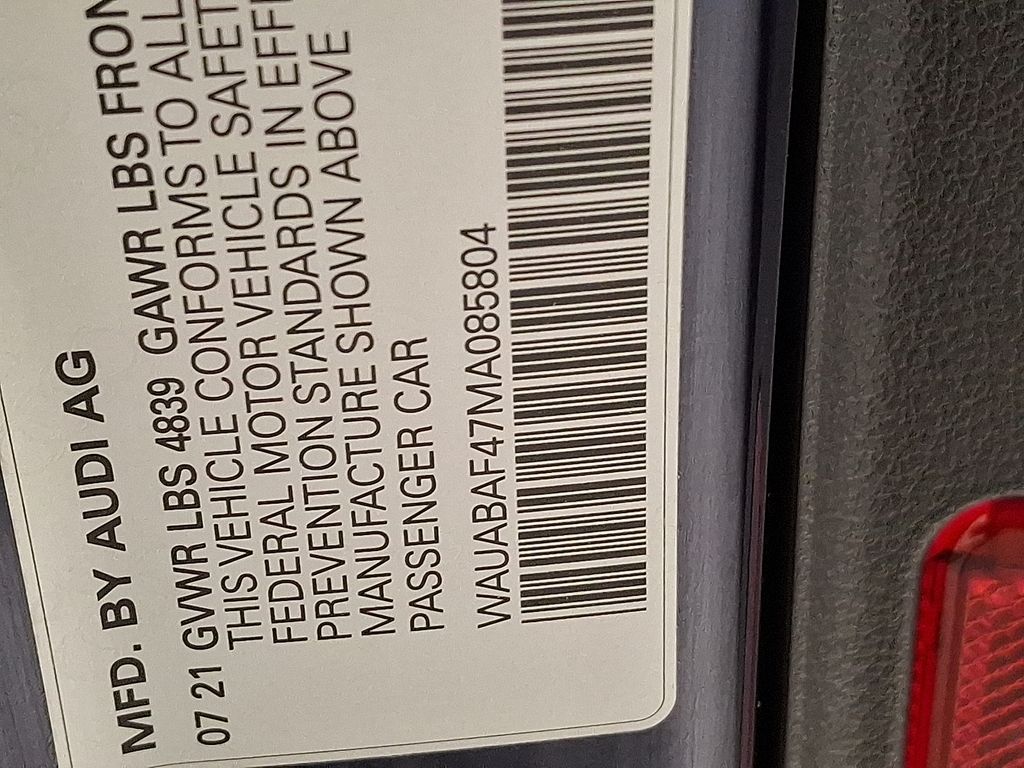 MFD. BY AUDI AG
07 21 GVWR LBS 4839 GAWR LBS FRON
THIS VEHICLE CONFORMS TO ALL
FEDERAL MOTOR VEHICLE SAFET
PREVENTION STANDARDS IN EFF
MANUFACTURE SHOWN ABOVE
PASSENGER CAR
WAUABAF47MA085804